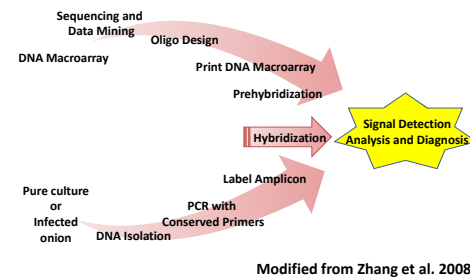 Sequencing and
Data Mining
DNA Macroarray
Oligo Design
Print DNA Macroarray
Prehybridization
Hybridization
Signal Detection
Analysis and Diagnosis
Label Amplicon
PCR with
Conserved Primers
DNA Isolation
Pure culture
or
Infected
onion
Modified from Zhang et al. 2008